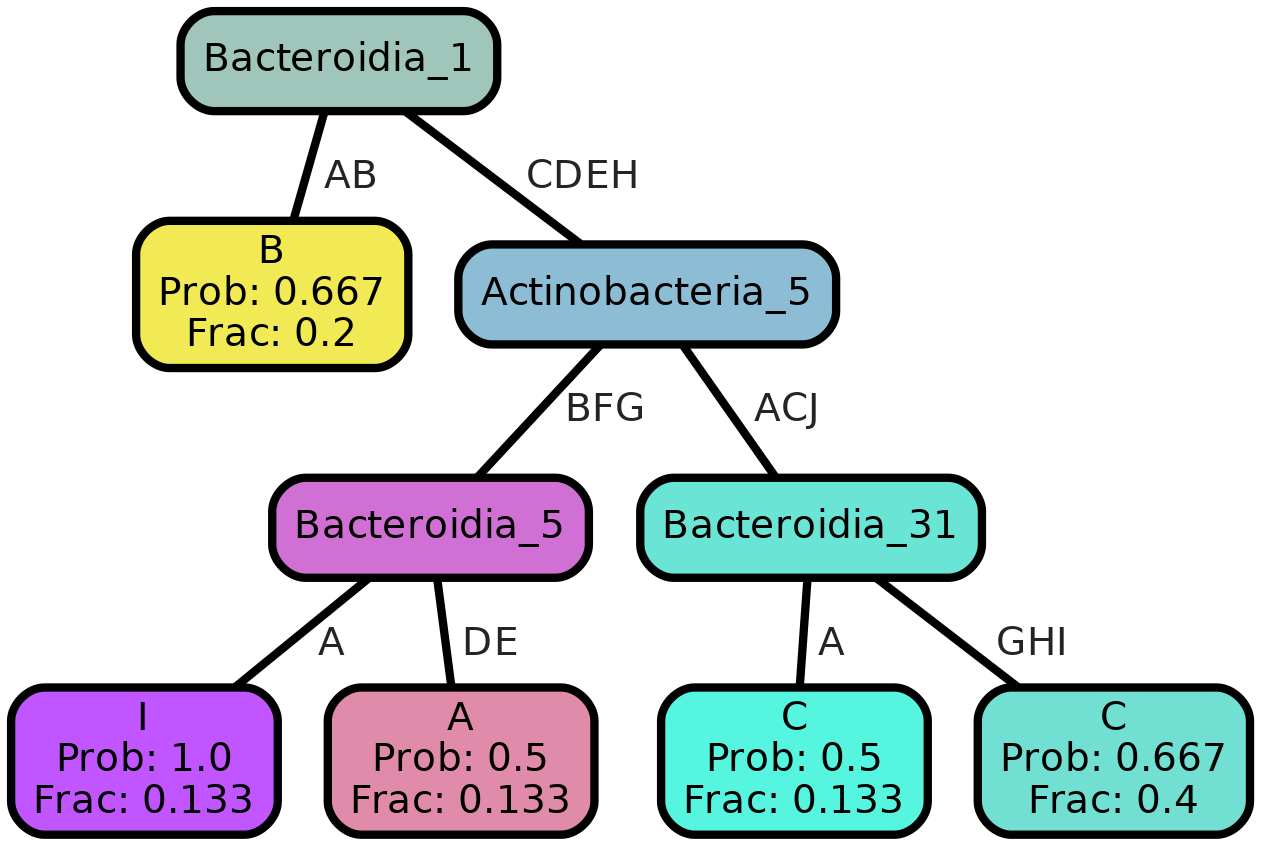 Bacteroidia_1
AB
CDEH
B
Prob: 0.667
Frac: 0.2
Actinobacteria_5
BFG
ACJ
Bacteroidia_5
Bacteroidia_31
A
DE
A
GHI
I
Prob: 1.0
Frac: 0.133
A
Prob: 0.5
Frac: 0.133
C
Prob: 0.5
Frac: 0.133
C
Prob: 0.667
Frac: 0.4